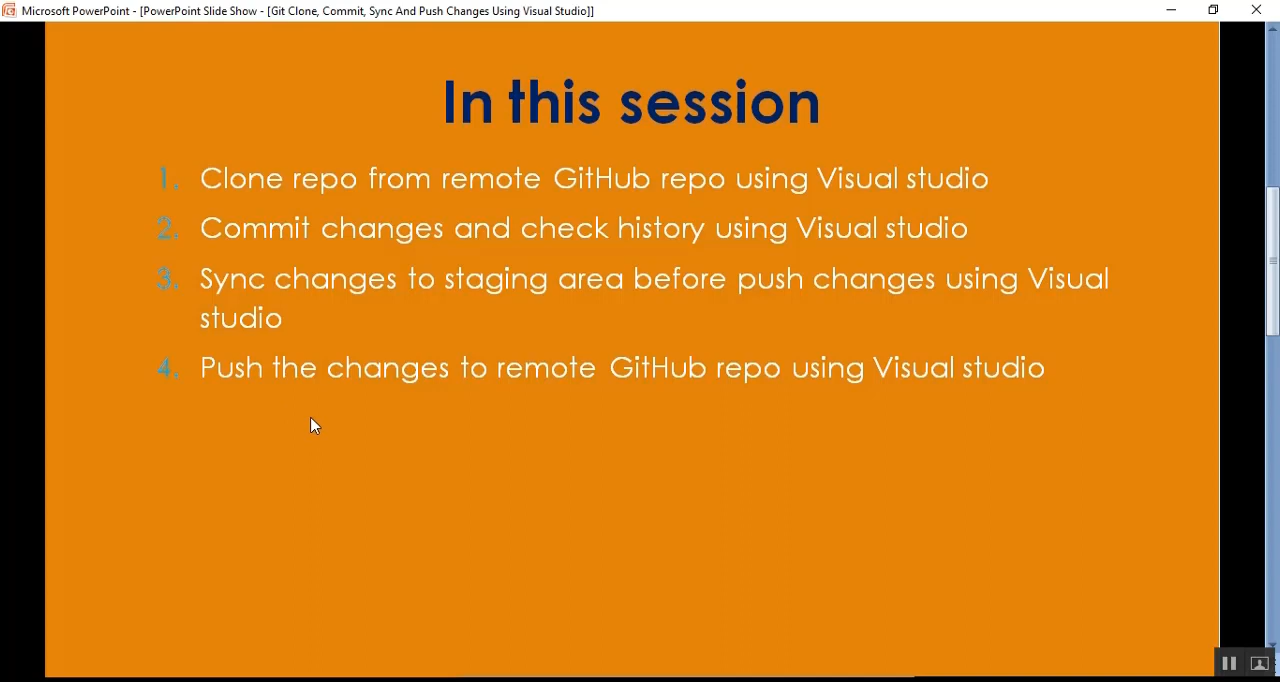 Microsoft PowerPoint - [PowerPoint Slide Show - [Git Clone, Commit, Sync And Push Changes Using Visual Studio]]
In this session
1. Clone repo from remote GitHub repo using Visual studio
2. Commit changes and check history using Visual studio
3. Sync changes to staging area before push changes using Visual
studio
4. Push the changes to remote GitHub repo using Visual studio